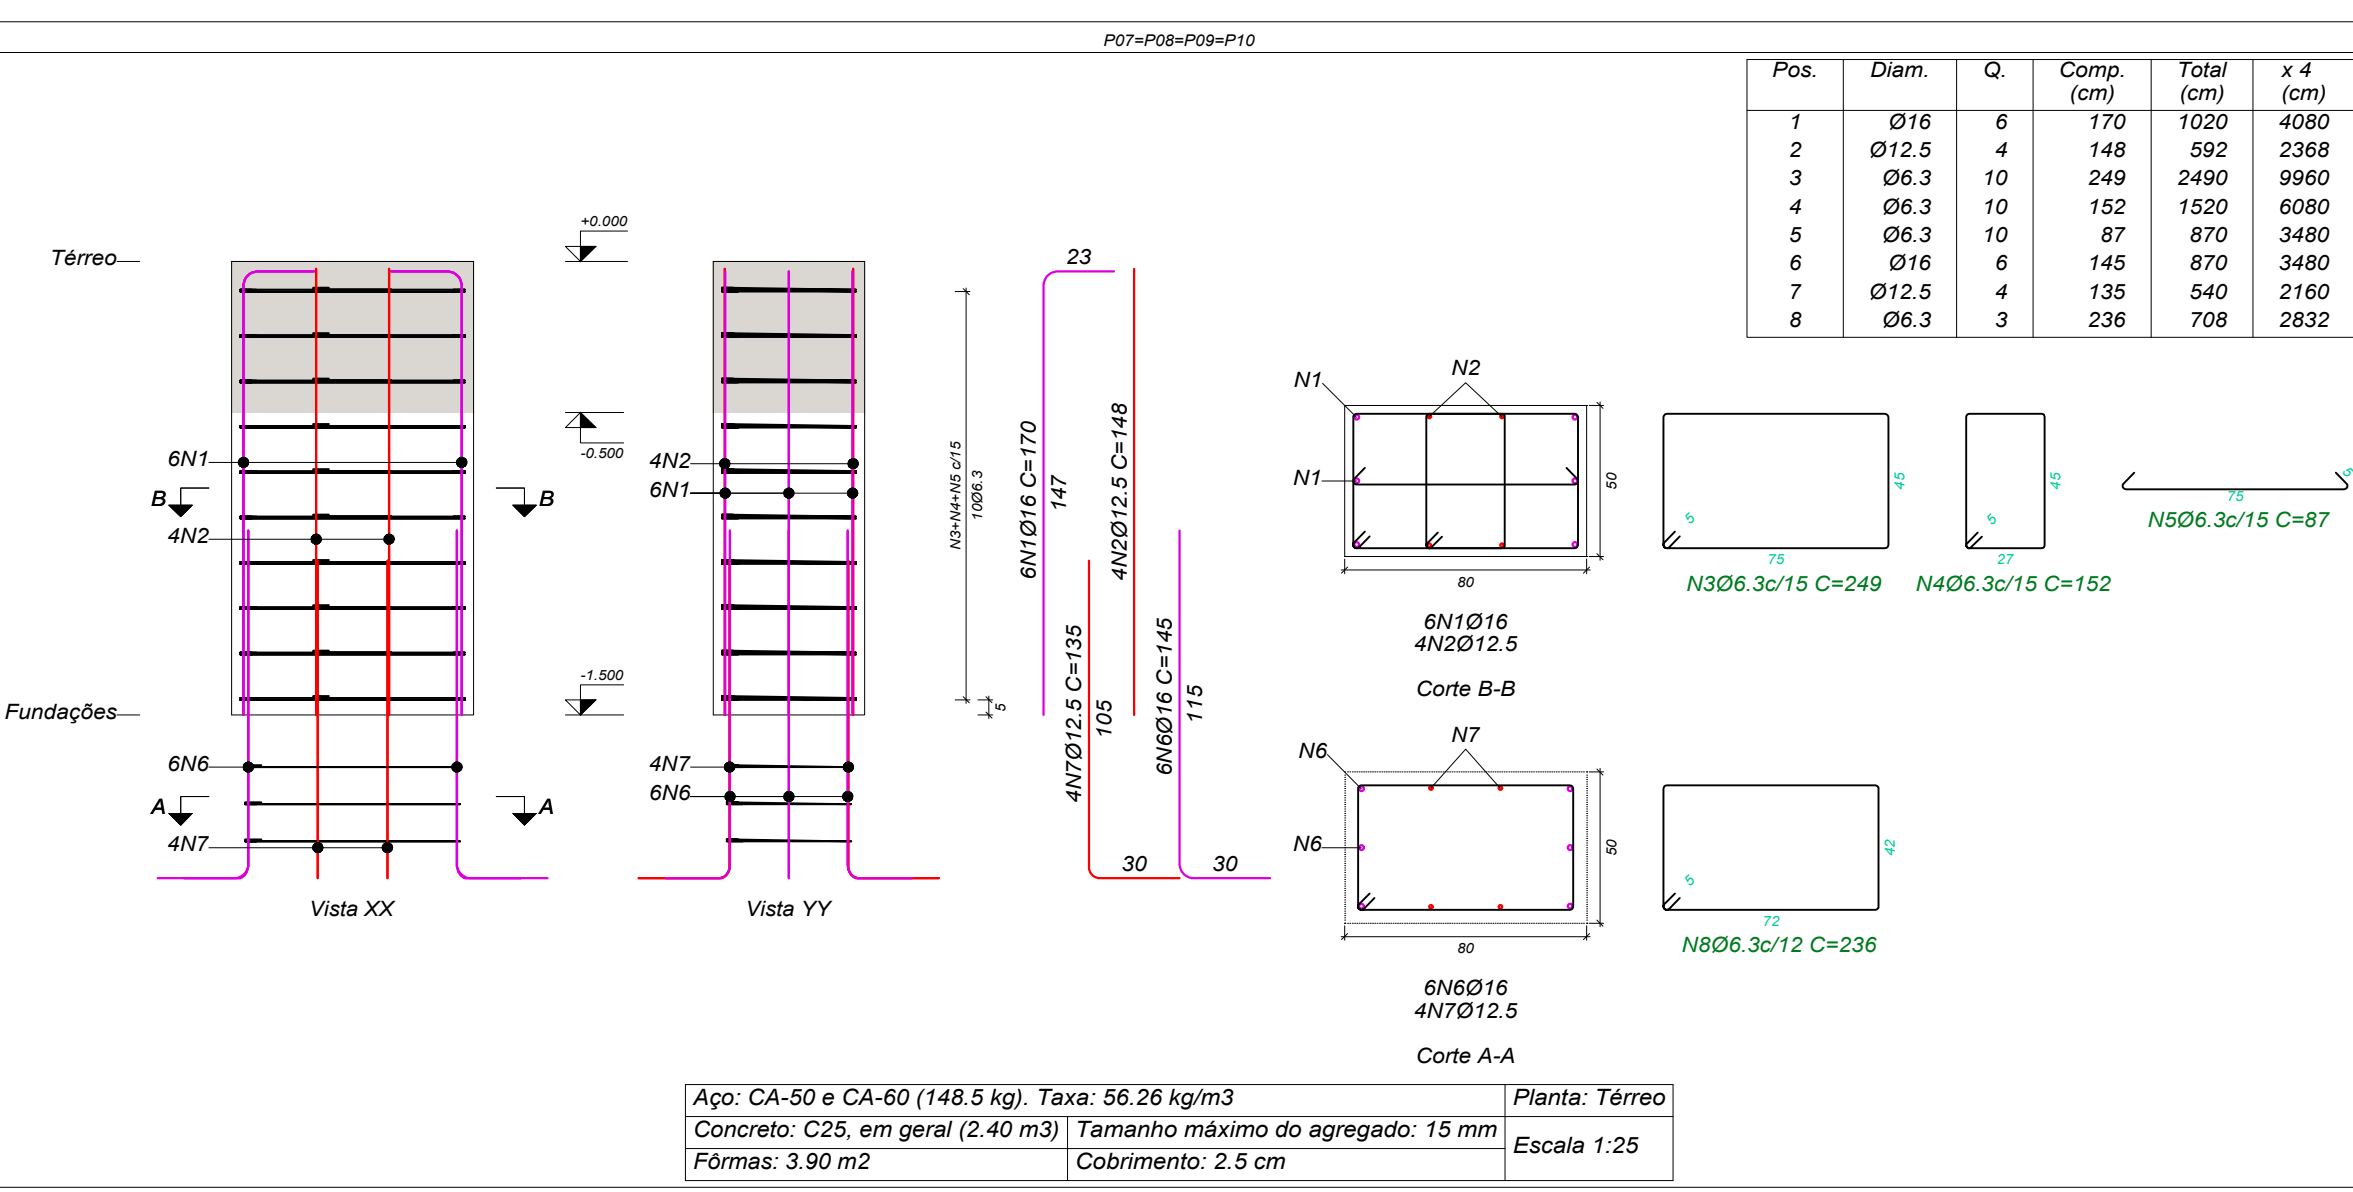 P07=P08=P09=P10
Pos. Diam. Q. Comp. (cm) Total (cm) x 4 (cm)
1 Ø16 6 170 1020 4080
2 Ø12.5 4 148 592 2368
3 Ø6.3 10 249 2490 9960
4 Ø6.3 10 152 1520 6080
5 Ø6.3 10 87 870 3480
6 Ø16 6 145 870 3480
7 Ø12.5 4 135 540 2160
8 Ø6.3 3 236 708 2832
Térreo
+0.000
-0.500
-1.500
Fundações
6N1
B B
4N2
6N6
A A
4N7
Vista XX
4N2
6N1
4N7
6N6
Vista YY
N3+N4+N5 c/15
10Ø6.3
5
23
6N1Ø16 C=170
147
4N2Ø12.5 C=148
4N7Ø12.5 C=135
105
30
6N6Ø16 C=145
115
30
N1
N2
N1
50
80
6N1Ø16
4N2Ø12.5
Corte B-B
45
5
75
N3Ø6.3c/15 C=249
45
5
27
N4Ø6.3c/15 C=152
5
75
N5Ø6.3c/15 C=87
N6
N7
N6
50
80
6N6Ø16
4N7Ø12.5
Corte A-A
42
5
72
N8Ø6.3c/12 C=236
Aço: CA-50 e CA-60 (148.5 kg). Taxa: 56.26 kg/m3
Planta: Térreo
Concreto: C25, em geral (2.40 m3)
Tamanho máximo do agregado: 15 mm
Escala 1:25
Fôrmas: 3.90 m2
Cobrimento: 2.5 cm